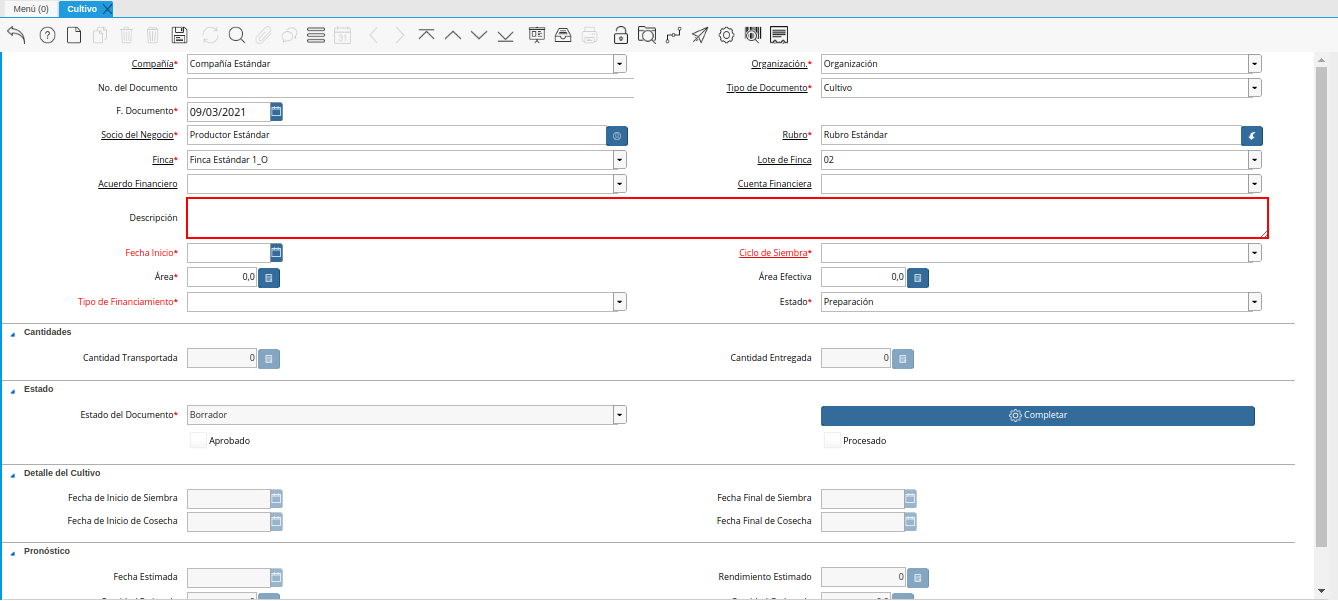 Menú (0) Cultivo
31
Compañía* Compañía Estándar Organización.* Organización
No. del Documento Tipo de Documento* Cultivo
F. Documento* 09/03/2021
Socio del Negocio* Productor Estándar Rubro* Rubro Estándar
Finca* Finca Estándar 1_O Lote de Finca 02
Acuerdo Financiero Cuenta Financiera
Descripción
Fecha Inicio* Ciclo de Siembra*
Área* 0,0 Área Efectiva 0,0
Tipo de Financiamiento* Estado* Preparación
Cantidades
Cantidad Transportada 0 Cantidad Entregada 0
Estado
Estado del Documento* Borrador Completar
Aprobado Procesado
Detalle del Cultivo
Fecha de Inicio de Siembra Fecha Final de Siembra
Fecha de Inicio de Cosecha Fecha Final de Cosecha
Pronóstico
Fecha Estimada Rendimiento Estimado 0